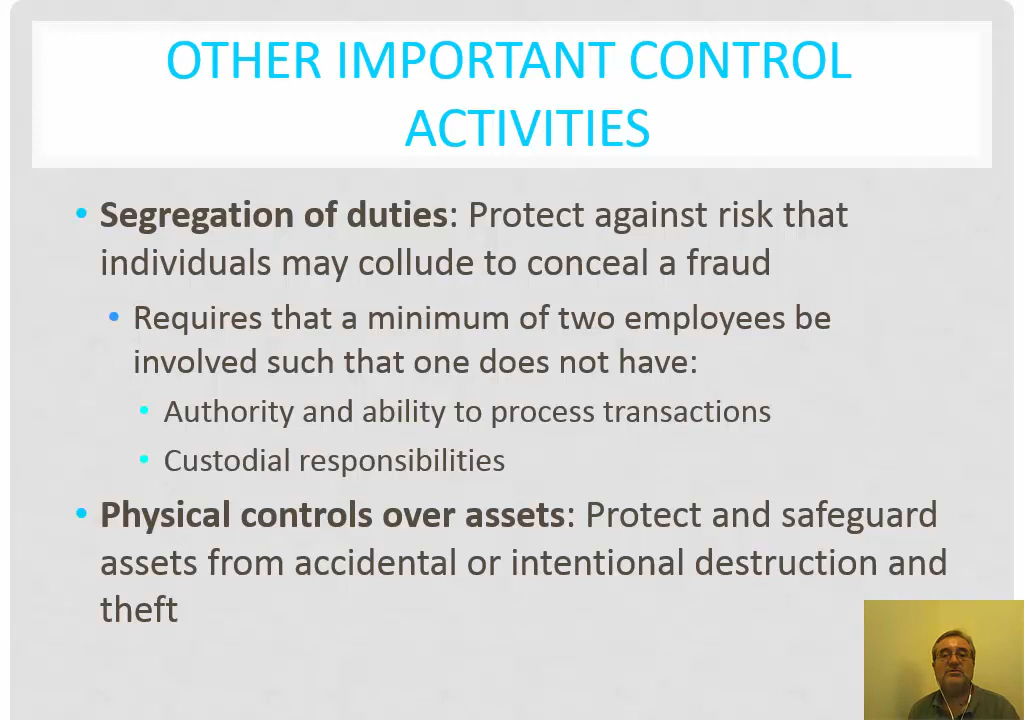 OTHER IMPORTANT CONTROL
ACTIVITIES
• Segregation of duties: Protect against risk that
individuals may collude to conceal a fraud
• Requires that a minimum of two employees be
involved such that one does not have:
• Authority and ability to process transactions
• Custodial responsibilities
• Physical controls over assets: Protect and safeguard
assets from accidental or intentional destruction and
theft